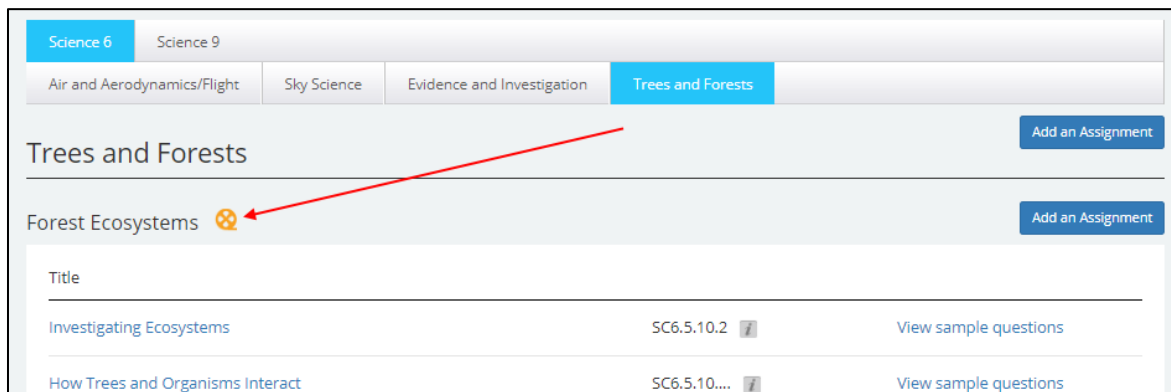 Science 6 Science 9
Air and Aerodynamics/Flight Sky Science Evidence and Investigation Trees and Forests
Add an Assignment
Trees and Forests
Forest Ecosystems Add an Assignment
Title
Investigating Ecosystems SC6.5.10.2 i View sample questions
How Trees and Organisms Interact SC6.5.10.... i View sample questions